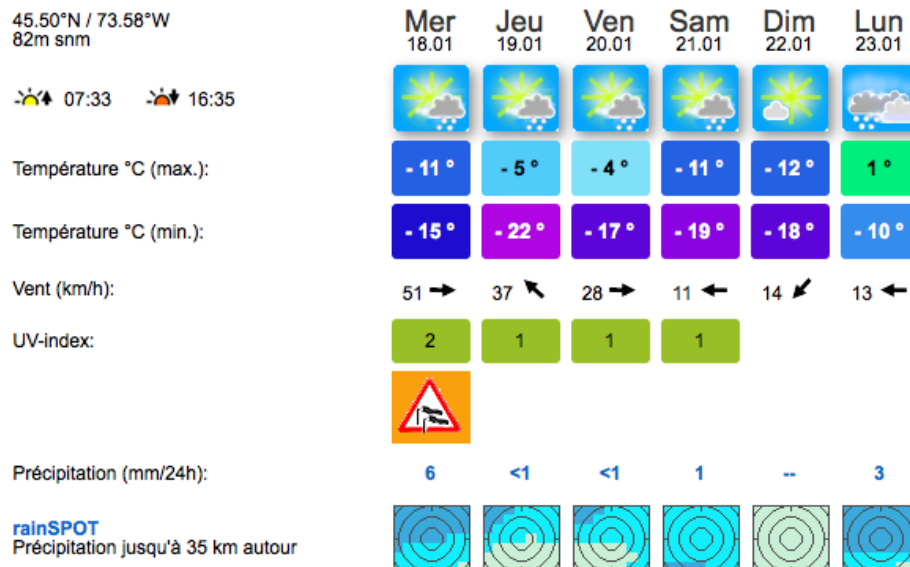 45.50°N / 73.58°W
82m snm
Mer Jeu Ven Sam Dim Lun
18.01 19.01 20.01 21.01 22.01 23.01
07:33 16:35
Température °C (max.): - 11 ° - 5 ° - 4 ° - 11 ° - 12 ° 1 °
Température °C (min.): - 15 ° - 22 ° - 17 ° - 19 ° - 18 ° - 10 °
Vent (km/h): 51 37 28 11 14 13
UV-index: 2 1 1 1
Précipitation (mm/24h): 6 <1 <1 1 -- 3
rainSPOT
Précipitation jusqu'à 35 km autour